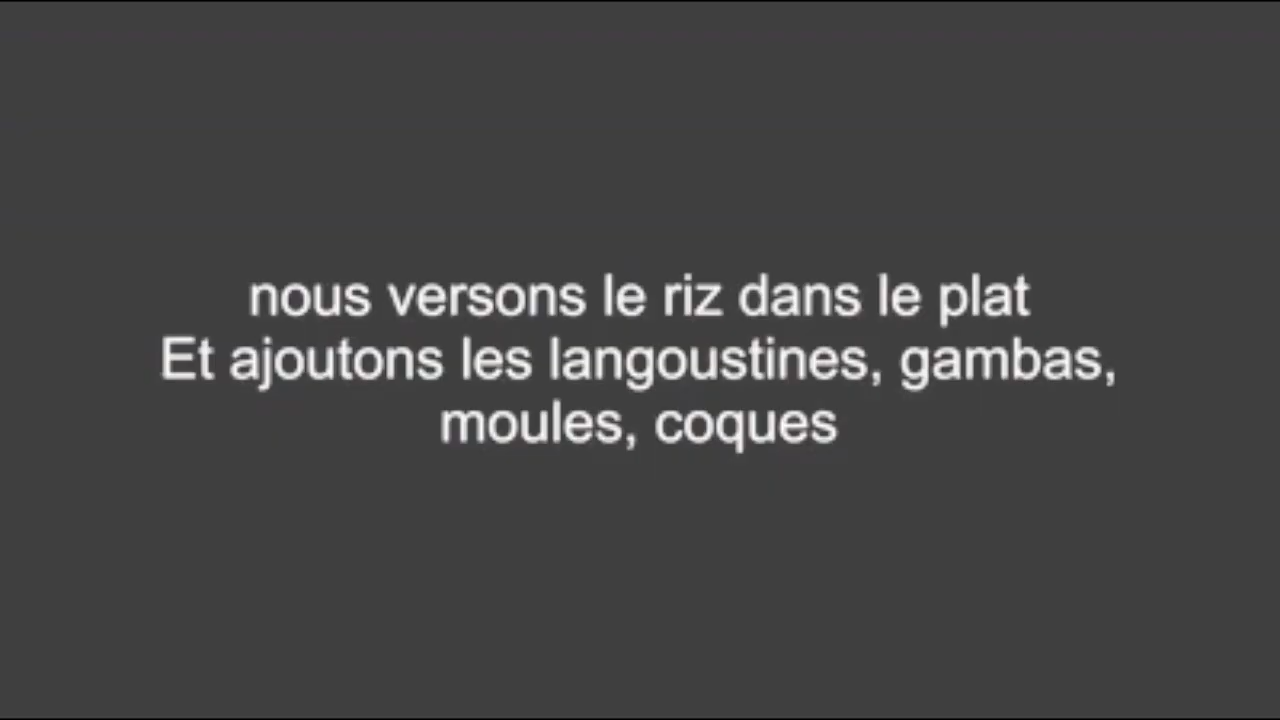 nous versons le riz dans le plat
Et ajoutons les langoustines, gambas,
moules, coques